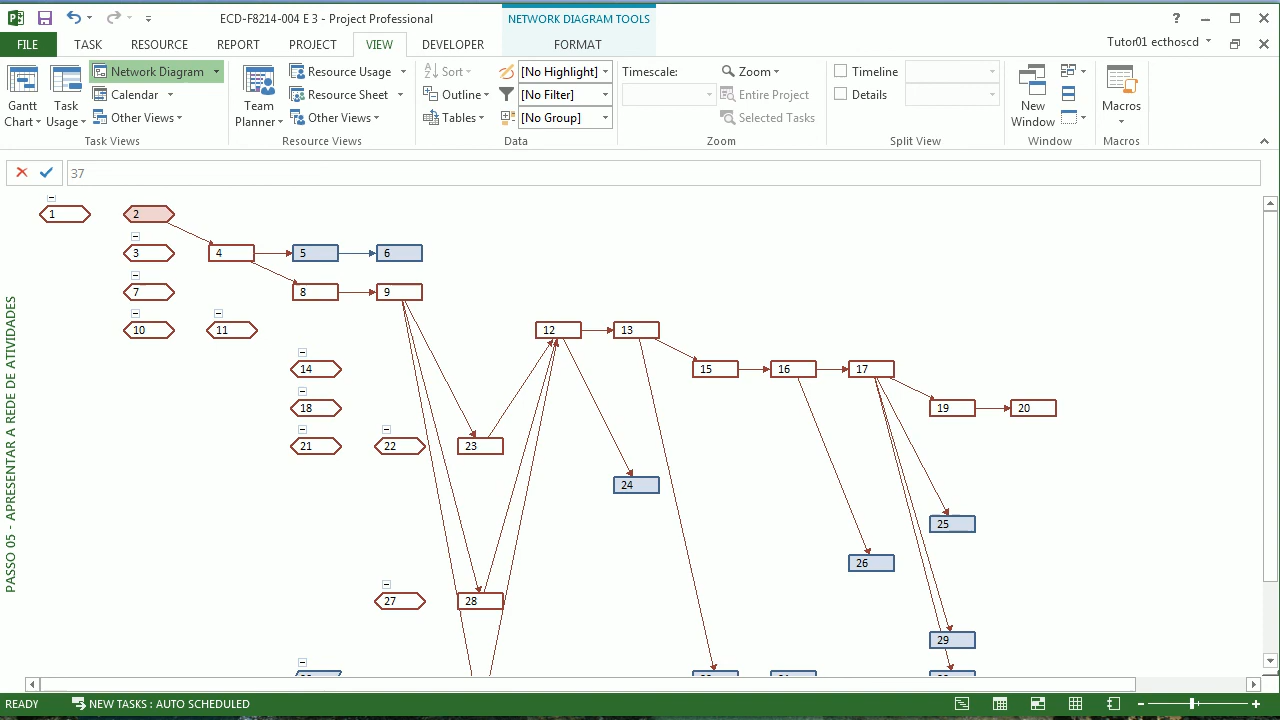 ECD-F8214-004 E 3 - Project Professional
NETWORK DIAGRAM TOOLS
?
FILE TASK RESOURCE REPORT PROJECT VIEW DEVELOPER FORMAT
Tutor01 ecthoscd
Network Diagram
Calendar
Other Views
Gantt Chart
Task Usage
Task Views
Team Planner
Resource Usage
Resource Sheet
Other Views
Resource Views
Sort
Outline
Tables
[No Highlight]
[No Filter]
[No Group]
Data
Timescale:
Zoom
Entire Project
Selected Tasks
Zoom
Timeline
Details
Split View
New Window
Window
Macros
Macros
37
1 2
3 4 5 6
7 8 9
10 11 12 13
14 15 16 17
18 19 20
21 22 23
24
25
26
27 28
29
PASSO 05 - APRESENTAR A REDE DE ATIVIDADES
READY NEW TASKS : AUTO SCHEDULED